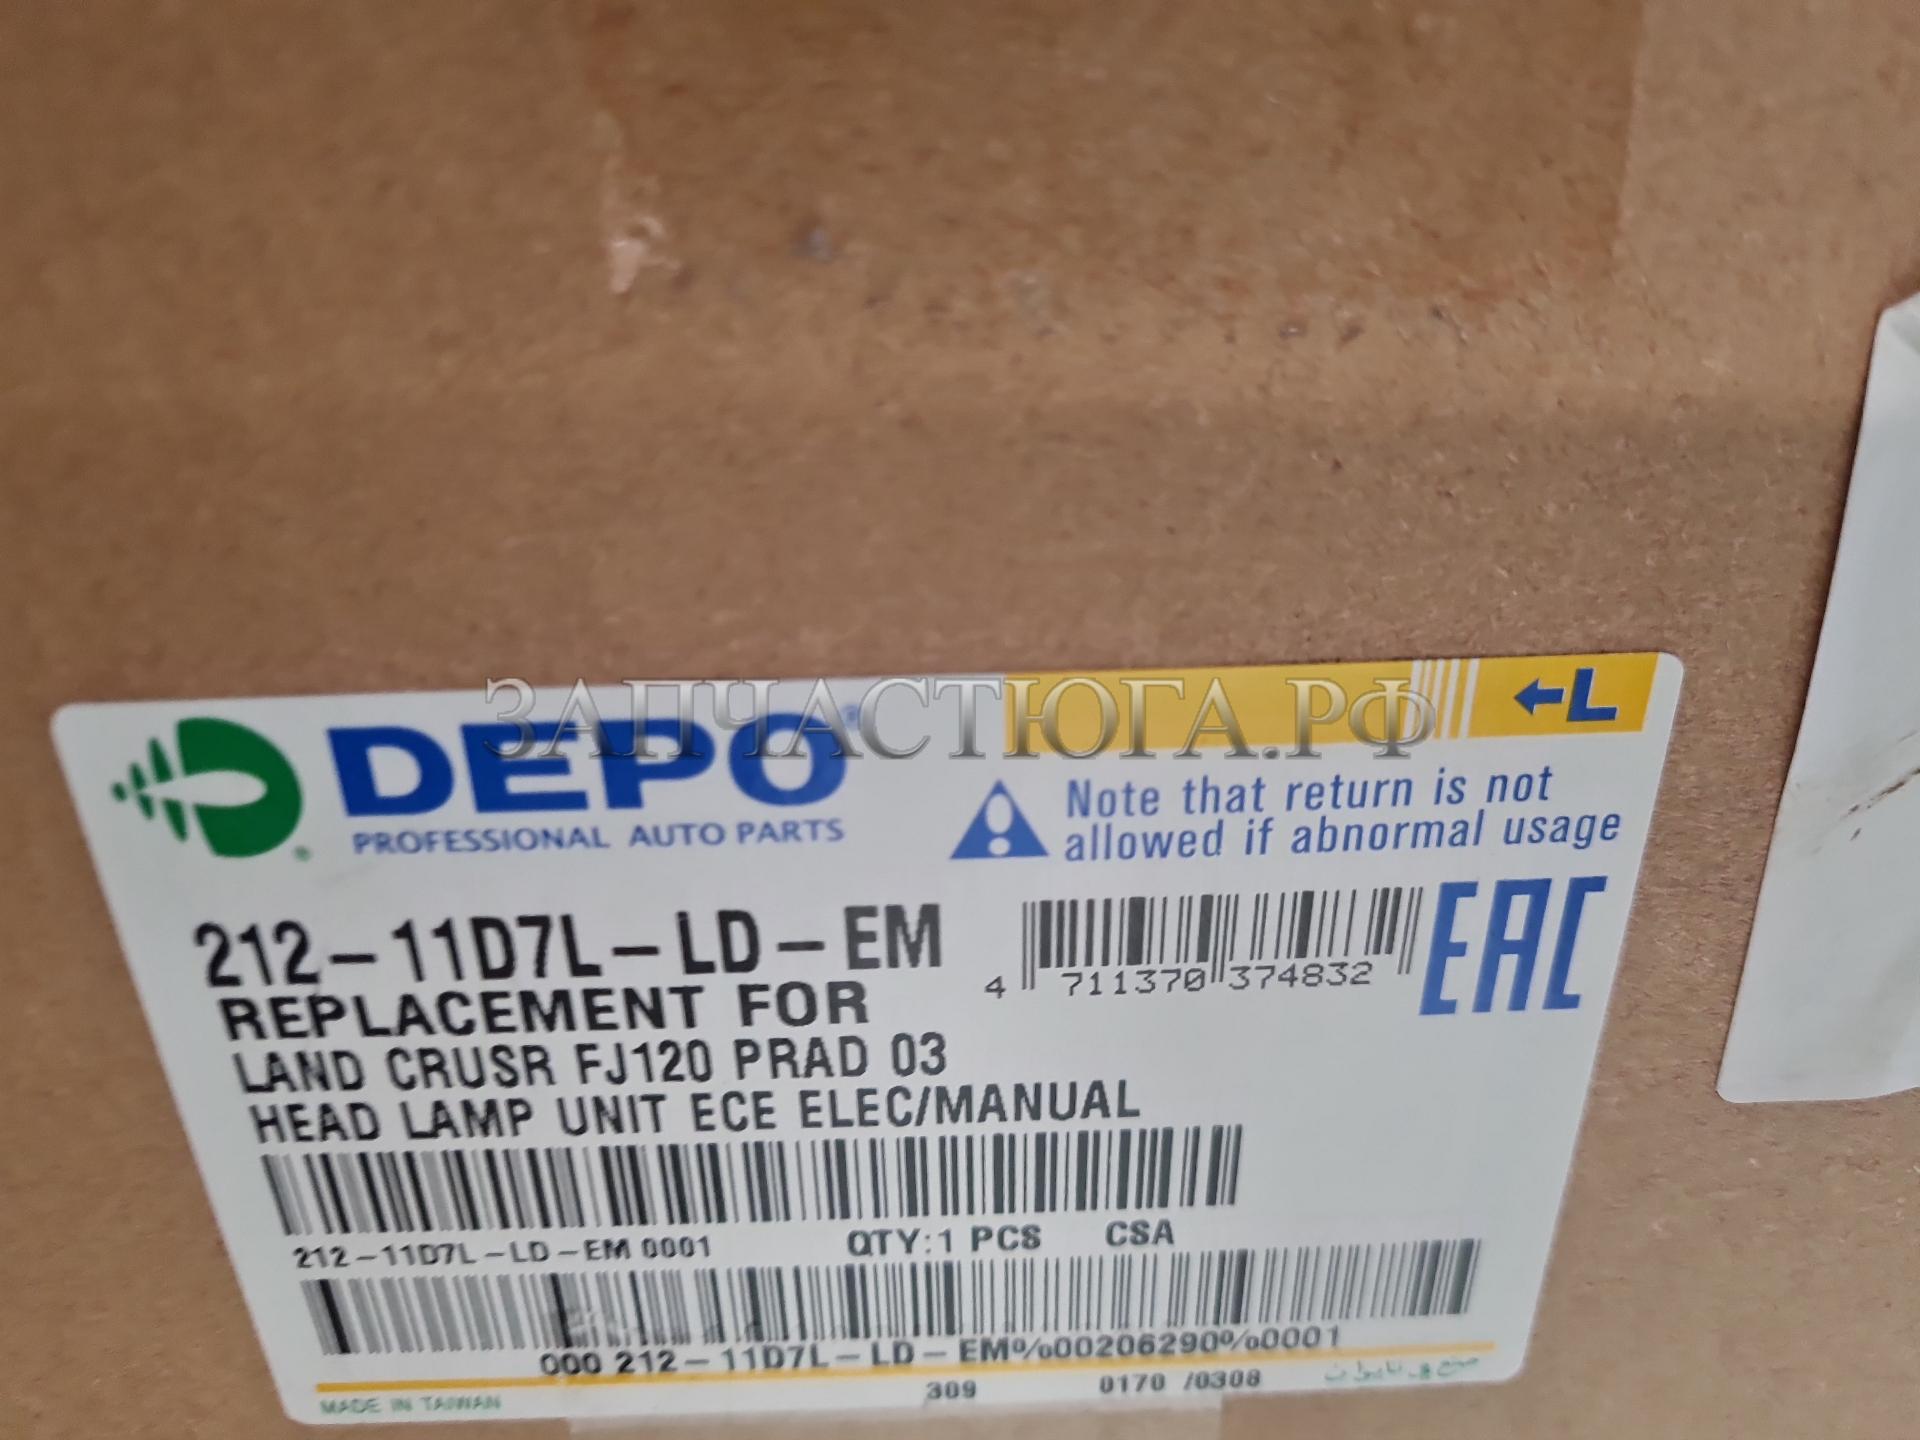 ЗАПЧАСТЮГА.РФ
←L
DEPO®
PROFESSIONAL AUTO PARTS
Note that return is not
allowed if abnormal usage
212-11D7L-LD-EM
4 711370 374832
EAC
REPLACEMENT FOR
LAND CRUSR FJ120 PRAD 03
HEAD LAMP UNIT ECE ELEC/MANUAL
212-11D7L-LD-EM 0001 QTY:1 PCS CSA
000 212-11D7L-LD-EM%00206290%0001
MADE IN TAIWAN 309 0170 /0308